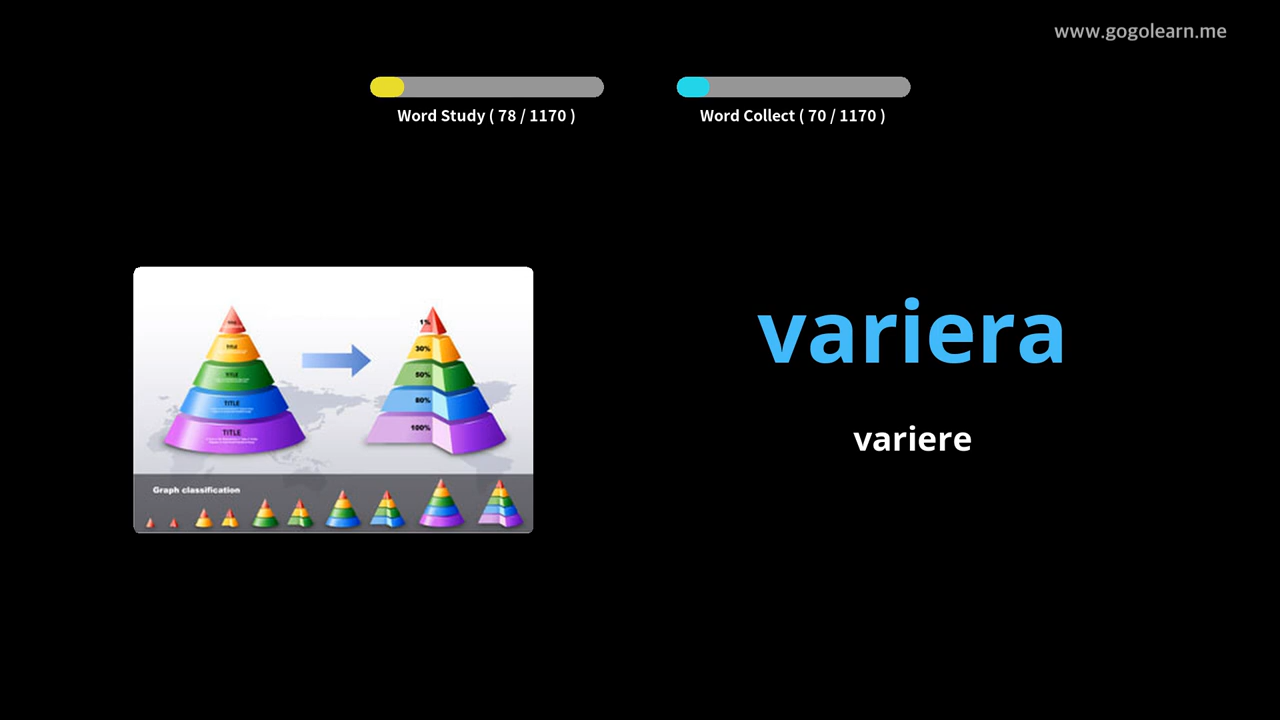 www.gogolearn.me
Word Study ( 78 / 1170 )
Word Collect ( 70 / 1170 )
variera
variere
TITLE
TITLE
TITLE
TITLE
1%
30%
50%
80%
100%
Graph classification